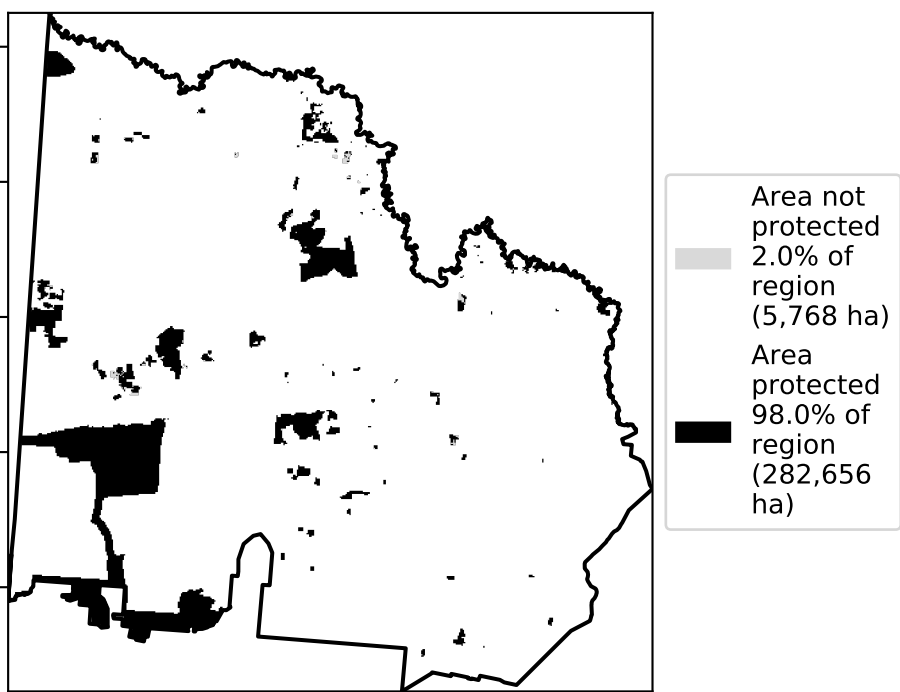 Area not
protected
2.0% of
region
(5,768 ha)
Area
protected
98.0% of
region
(282,656
ha)